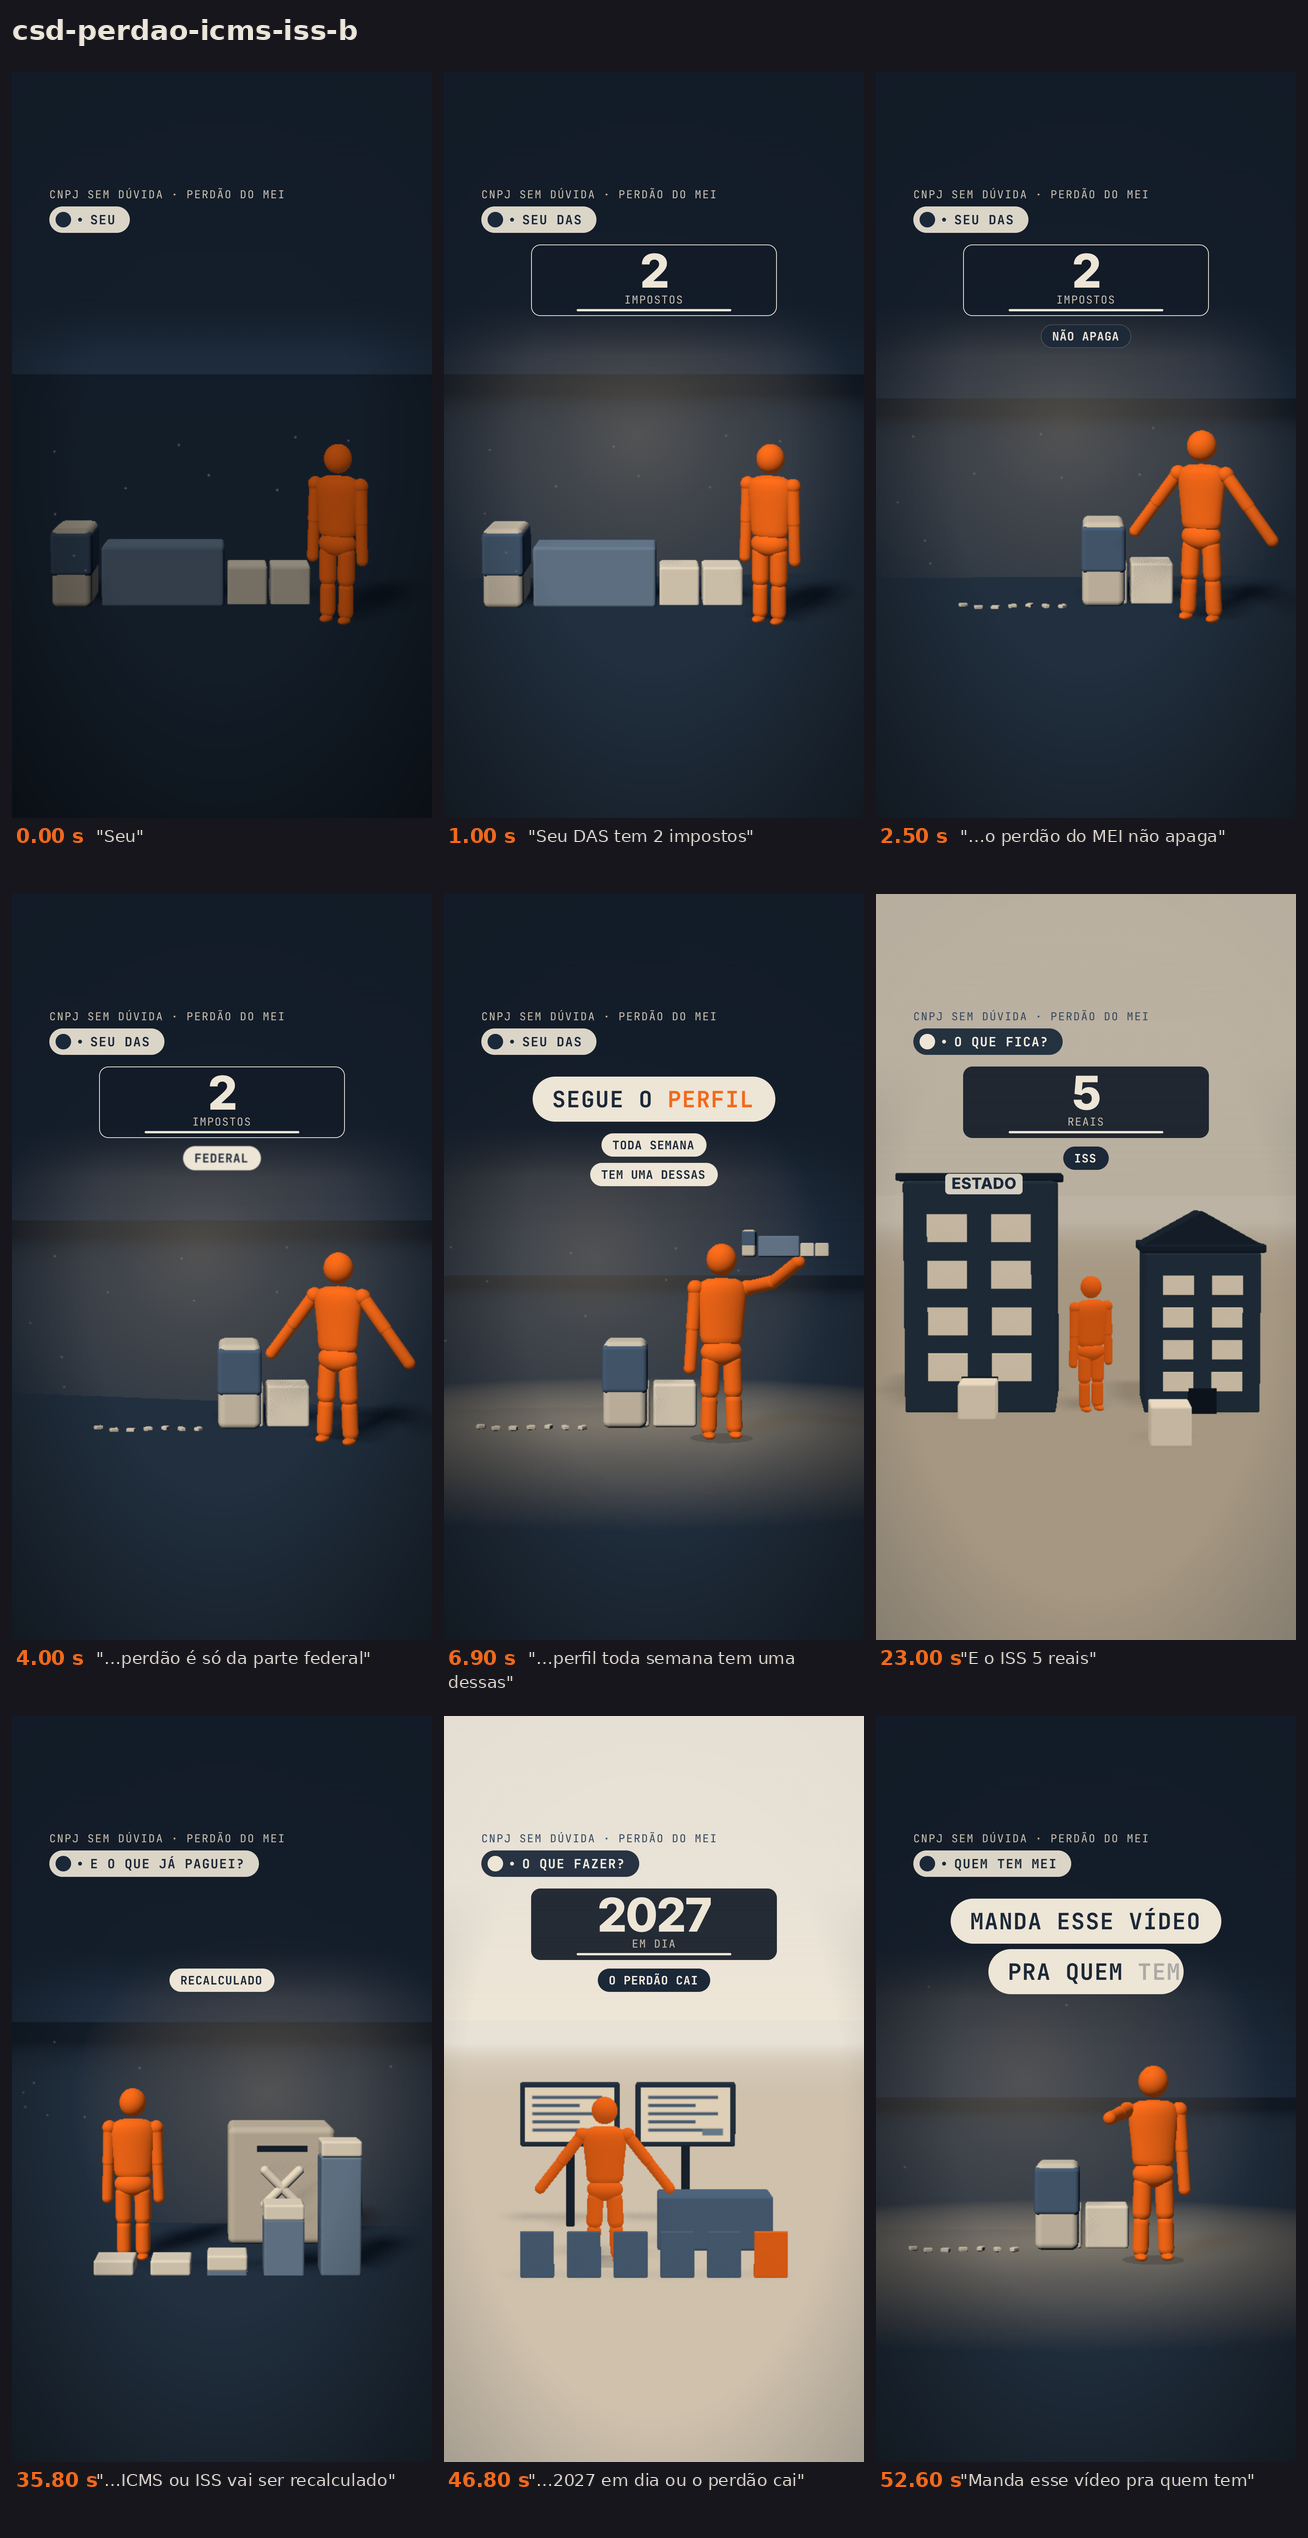 csd-perdao-icms-iss-b
CNPJ SEM DÚVIDA · PERDÃO DO MEI
• SEU
0.00 s "Seu"
CNPJ SEM DÚVIDA · PERDÃO DO MEI
• SEU DAS
2
IMPOSTOS
1.00 s "Seu DAS tem 2 impostos"
CNPJ SEM DÚVIDA · PERDÃO DO MEI
• SEU DAS
2
IMPOSTOS
NÃO APAGA
2.50 s "...o perdão do MEI não apaga"
CNPJ SEM DÚVIDA · PERDÃO DO MEI
• SEU DAS
2
IMPOSTOS
FEDERAL
4.00 s "...perdão é só da parte federal"
CNPJ SEM DÚVIDA · PERDÃO DO MEI
• SEU DAS
SEGUE O PERFIL
TODA SEMANA
TEM UMA DESSAS
6.90 s "...perfil toda semana tem uma
dessas"
CNPJ SEM DÚVIDA · PERDÃO DO MEI
• O QUE FICA?
5
REAIS
ISS
ESTADO
23.00 s "E o ISS 5 reais"
CNPJ SEM DÚVIDA · PERDÃO DO MEI
• E O QUE JÁ PAGUEI?
RECALCULADO
35.80 s "...ICMS ou ISS vai ser recalculado"
CNPJ SEM DÚVIDA · PERDÃO DO MEI
• O QUE FAZER?
2027
EM DIA
O PERDÃO CAI
46.80 s "...2027 em dia ou o perdão cai"
CNPJ SEM DÚVIDA · PERDÃO DO MEI
• QUEM TEM MEI
MANDA ESSE VÍDEO
PRA QUEM TEM
52.60 s "Manda esse vídeo pra quem tem"